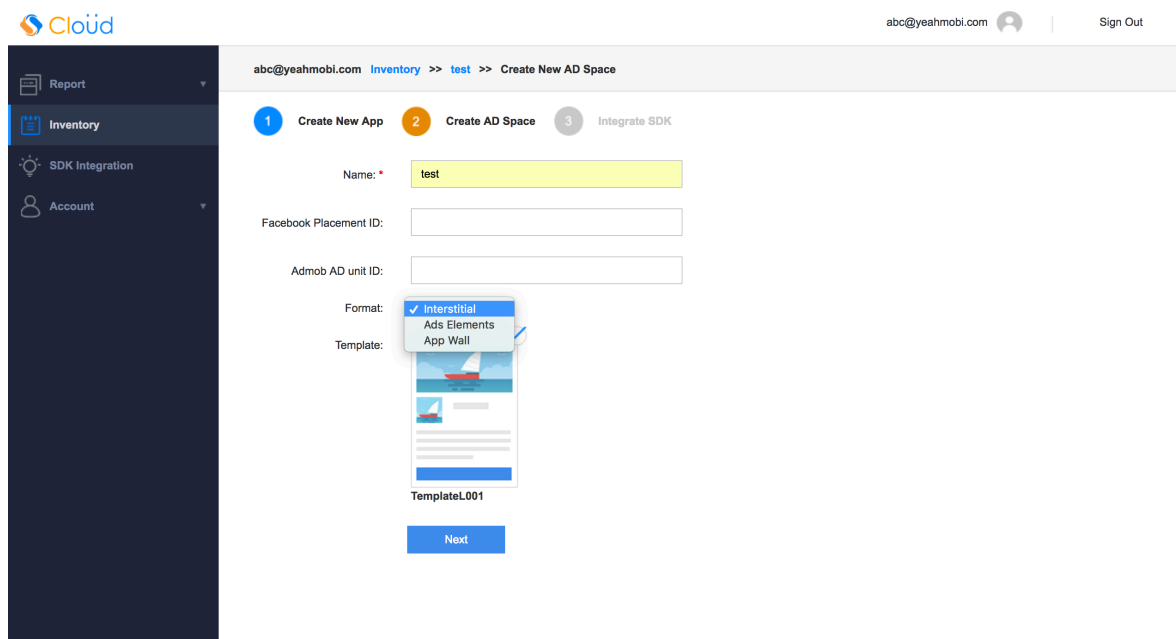 Cloüd
abc@yeahmobi.com
Sign Out
Report
Inventory
SDK Integration
Account
abc@yeahmobi.com Inventory >> test >> Create New AD Space
1 Create New App 2 Create AD Space 3 Integrate SDK
Name: * test
Facebook Placement ID:
Admob AD unit ID:
Format:
✓ Interstitial
Ads Elements
App Wall
Template:
TemplateL001
Next